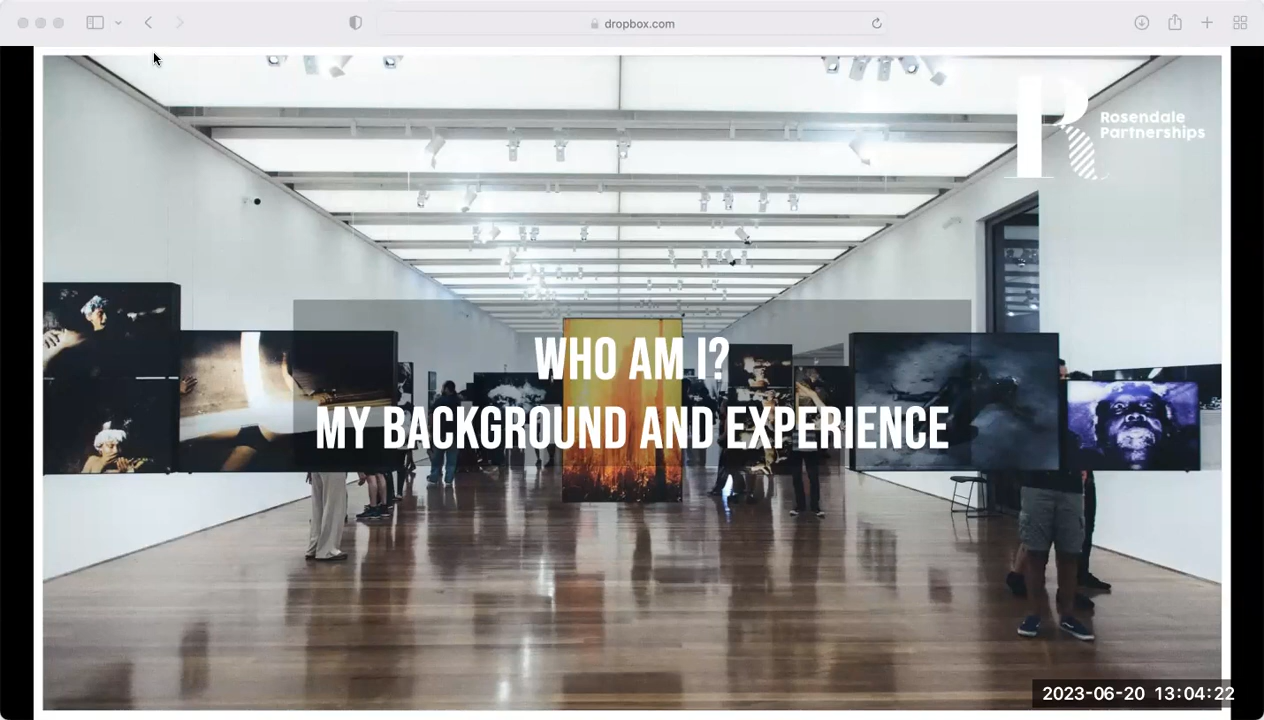 dropbox.com
Rosendale
Partnerships
WHO AM I?
MY BACKGROUND AND EXPERIENCE
2023-06-20 13:04:22